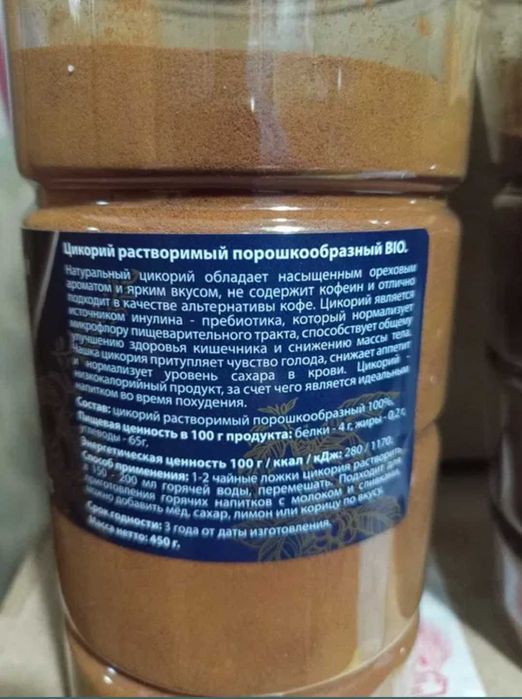 Цикорий растворимый порошкообразный BIO.
Натуральный цикорий обладает насыщенным ореховым
ароматом и ярким вкусом, не содержит кофеин и отлично
подходит в качестве альтернативы кофе. Цикорий является
источником инулина - пребиотика, который нормализует
микрофлору пищеварительного тракта, способствует общему
улучшению здоровья кишечника и снижению массы тела.
Чашка цикория притупляет чувство голода, снижает аппетит
и нормализует уровень сахара в крови. Цикорий -
низкокалорийный продукт, за счет чего является идеальным
напитком во время похудения.
Состав: цикорий растворимый порошкообразный 100%.
Пищевая ценность в 100 г продукта: белки - 4 г, жиры - 0,2 г,
углеводы - 65г.
Энергетическая ценность 100 г / ккал / кДж: 280 / 1170.
Способ применения: 1-2 чайные ложки цикория растворить
в 150 - 200 мл горячей воды, перемешать. Подходит для
приготовления горячих напитков с молоком и сливками,
можно добавить мёд, сахар, лимон или корицу по вкусу.
Срок годности: 3 года от даты изготовления.
Масса нетто: 450 г.